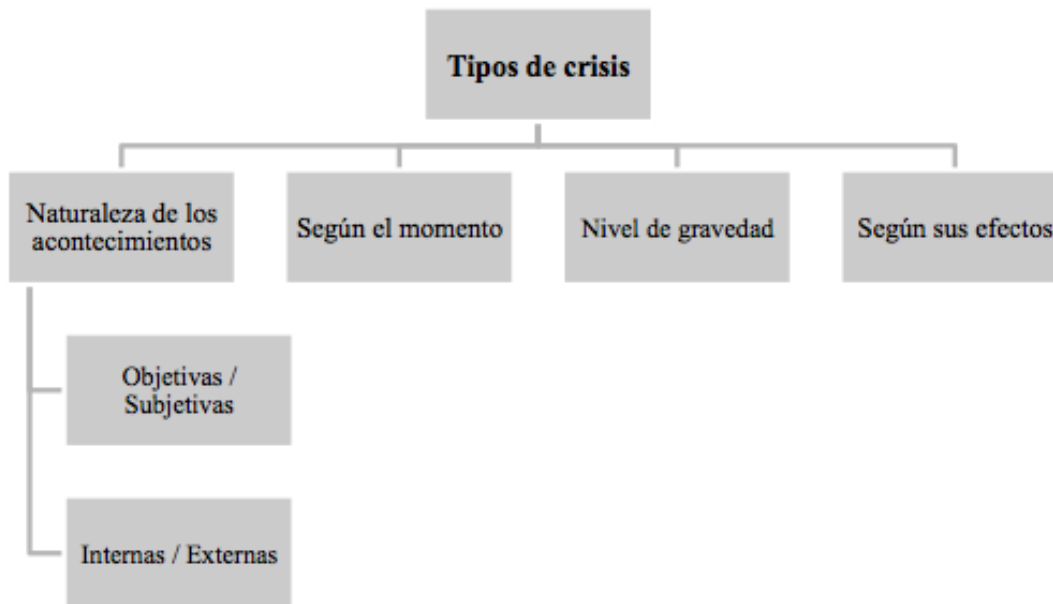 Tipos de crisis
Naturaleza de los
acontecimientos
Según el momento
Nivel de gravedad
Según sus efectos
Objetivas /
Subjetivas
Internas / Externas